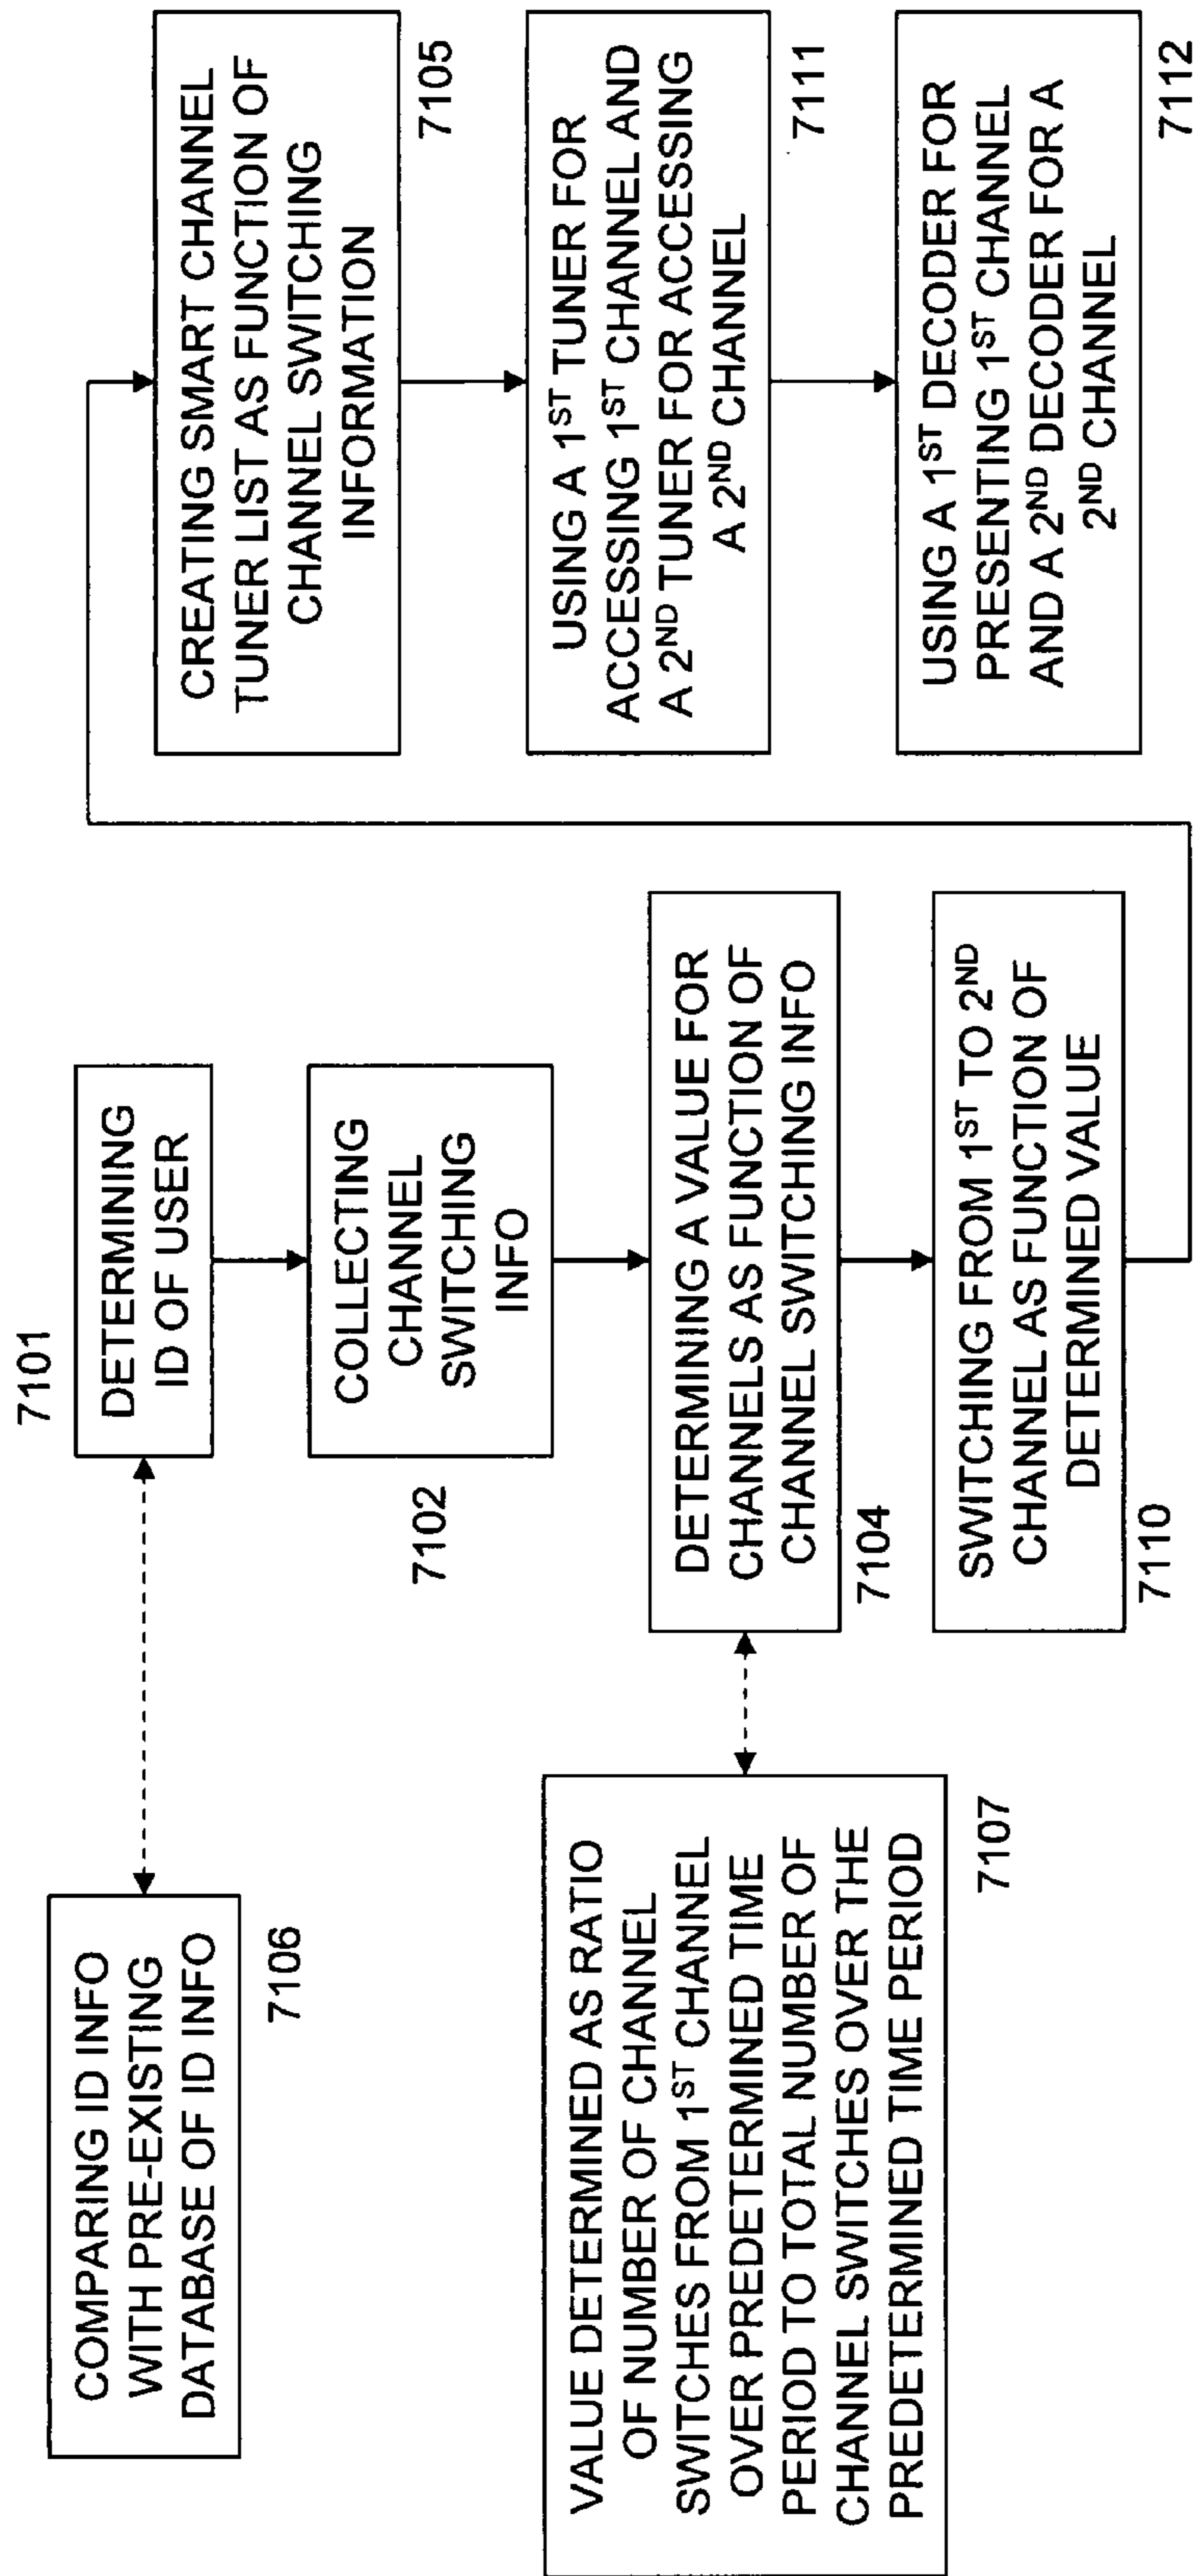 COMPARING ID INFO
WITH PRE-EXISTING
DATABASE OF ID INFO
7106
7101
DETERMINING
ID OF USER
COLLECTING
CHANNEL
SWITCHING
INFO
7102
VALUE DETERMINED AS RATIO
OF NUMBER OF CHANNEL
SWITCHES FROM 1ST CHANNEL
OVER PREDETERMINED TIME
PERIOD TO TOTAL NUMBER OF
CHANNEL SWITCHES OVER THE
PREDETERMINED TIME PERIOD
7107
DETERMINING A VALUE FOR
CHANNELS AS FUNCTION OF
CHANNEL SWITCHING INFO
7104
SWITCHING FROM 1ST TO 2ND
CHANNEL AS FUNCTION OF
DETERMINED VALUE
7110
CREATING SMART CHANNEL
TUNER LIST AS FUNCTION OF
CHANNEL SWITCHING
INFORMATION
7105
USING A 1ST TUNER FOR
ACCESSING 1ST CHANNEL AND
A 2ND TUNER FOR ACCESSING
A 2ND CHANNEL
7111
USING A 1ST DECODER FOR
PRESENTING 1ST CHANNEL
AND A 2ND DECODER FOR A
2ND CHANNEL
7112